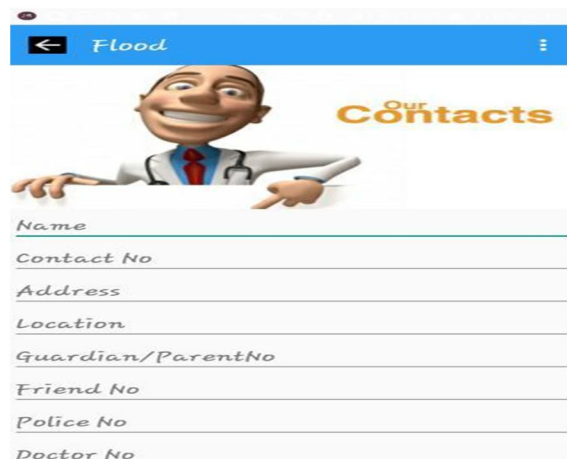 Flood
Our
Contacts
Name
Contact No
Address
Location
Guardian/ParentNo
Friend No
Police No
Doctor No